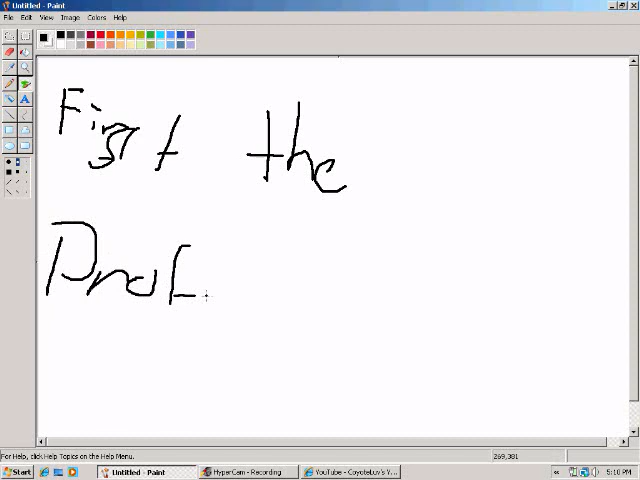 Untitled - Paint
File Edit View Image Colors Help
First the
Prof
For Help, click Help Topics on the Help Menu.
269,381
Start
Untitled - Paint
HyperCam - Recording
YouTube - CoyoteLuv's Y...
«
5:10 PM